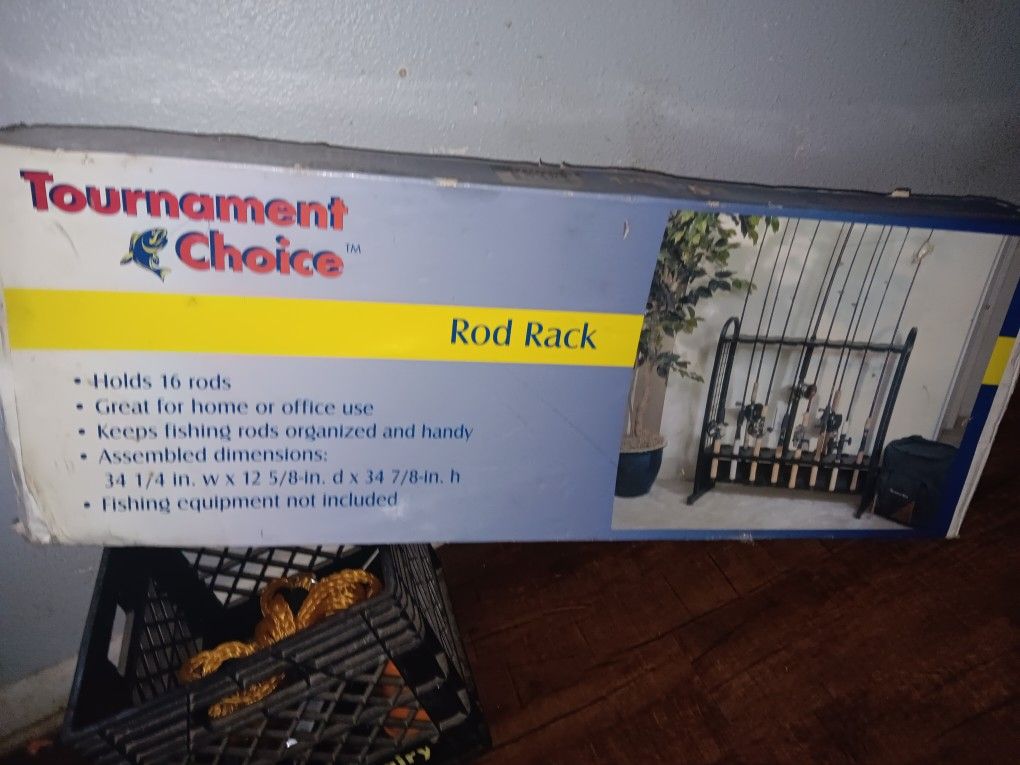 Tournament
Choice™
Rod Rack
• Holds 16 rods
• Great for home or office use
• Keeps fishing rods organized and handy
• Assembled dimensions:
34 1/4 in. w x 12 5/8-in. d x 34 7/8-in. h
• Fishing equipment not included